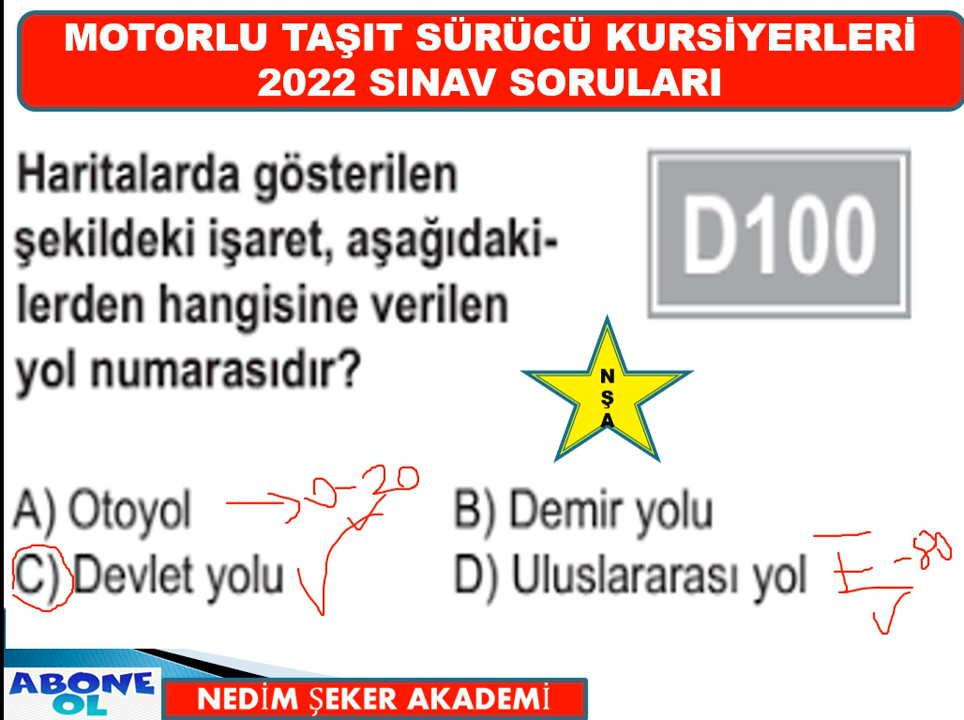 MOTORLU TAŞIT SÜRÜCÜ KURSİYERLERİ
2022 SINAV SORULARI
Haritalarda gösterilen
şekildeki işaret, aşağıdaki-
lerden hangisine verilen
yol numarasıdır?
D100
N
Ş
A
A) Otoyol → 0-20
B) Demir yolu
C) Devlet yolu
D) Uluslararası yol E-80
ABONE
OL
NEDİM ŞEKER AKADEMİ